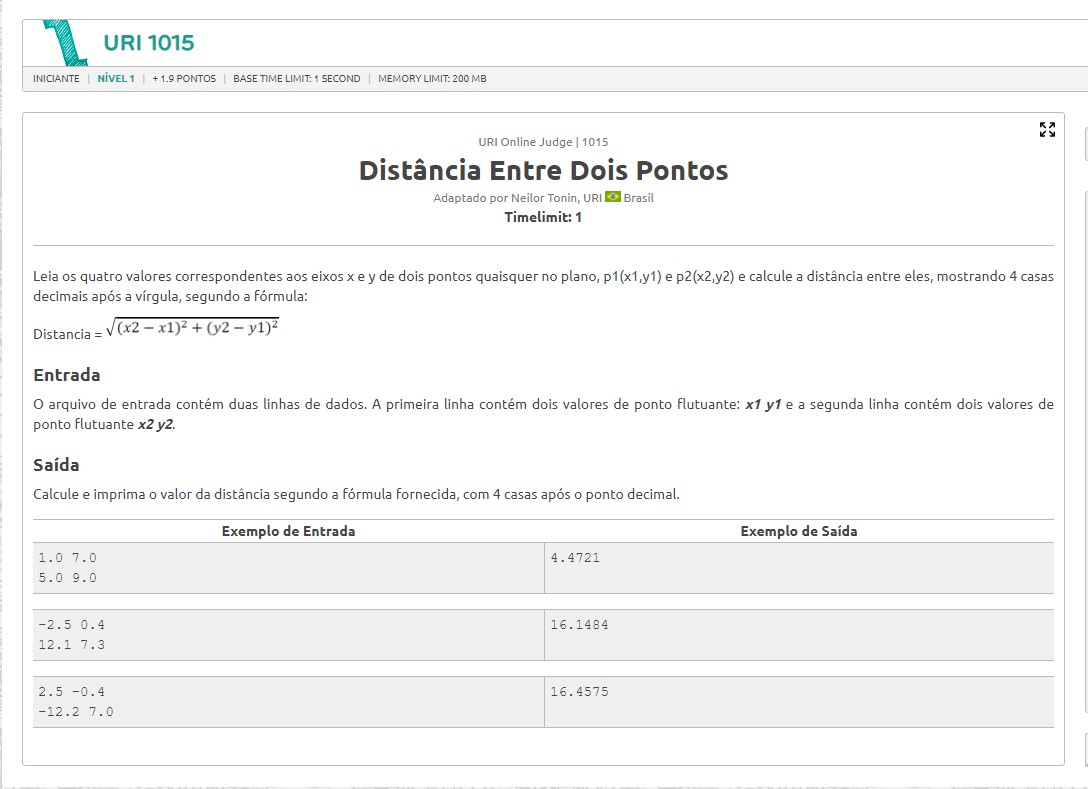 URI 1015
INICIANTE | NÍVEL 1 | + 1.9 PONTOS | BASE TIME LIMIT: 1 SECOND | MEMORY LIMIT: 200 MB
URI Online Judge | 1015
Distância Entre Dois Pontos
Adaptado por Neilor Tonin, URI Brasil
Timelimit: 1
Leia os quatro valores correspondentes aos eixos x e y de dois pontos quaisquer no plano, p1(x1,y1) e p2(x2,y2) e calcule a distância entre eles, mostrando 4 casas
decimais após a vírgula, segundo a fórmula:
Distancia = √(x2 − x1)² + (y2 − y1)²
Entrada
O arquivo de entrada contém duas linhas de dados. A primeira linha contém dois valores de ponto flutuante: x1 y1 e a segunda linha contém dois valores de
ponto flutuante x2 y2.
Saída
Calcule e imprima o valor da distância segundo a fórmula fornecida, com 4 casas após o ponto decimal.
Exemplo de Entrada Exemplo de Saída
1.0 7.0 4.4721
5.0 9.0
-2.5 0.4 16.1484
12.1 7.3
2.5 -0.4 16.4575
-12.2 7.0